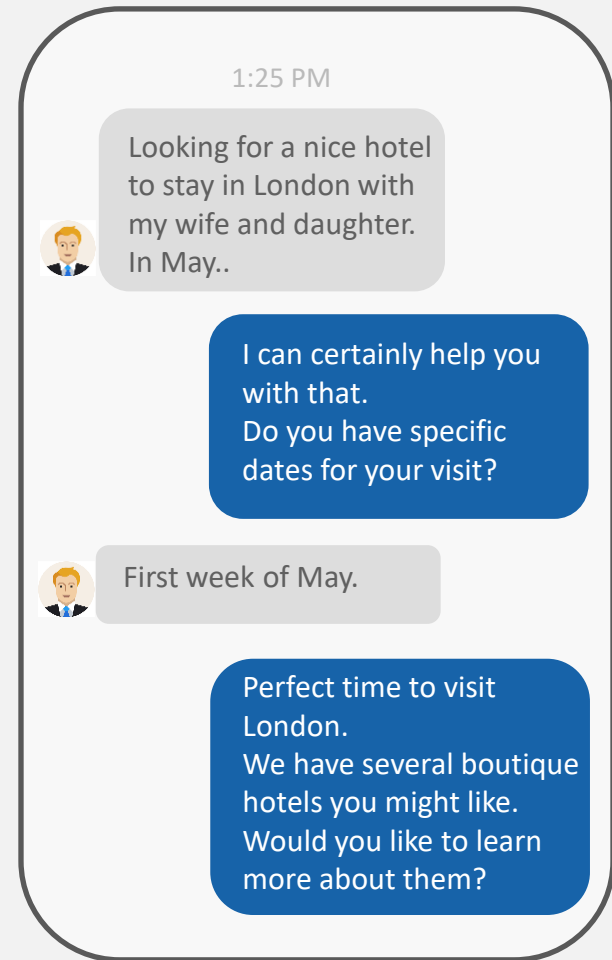 1:25 PM
Looking for a nice hotel
to stay in London with
my wife and daughter.
In May..
I can certainly help you
with that.
Do you have specific
dates for your visit?
First week of May.
Perfect time to visit
London.
We have several boutique
hotels you might like.
Would you like to learn
more about them?